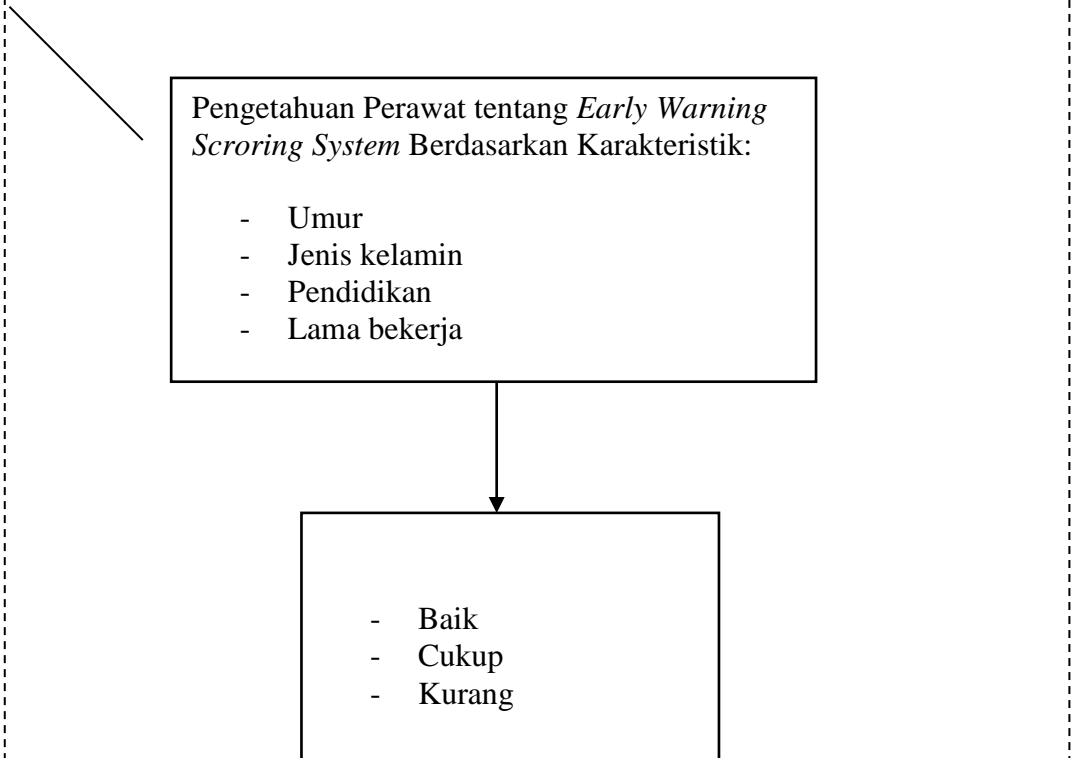 Pengetahuan Perawat tentang Early Warning
Scroring System Berdasarkan Karakteristik:
- Umur
- Jenis kelamin
- Pendidikan
- Lama bekerja
- Baik
- Cukup
- Kurang